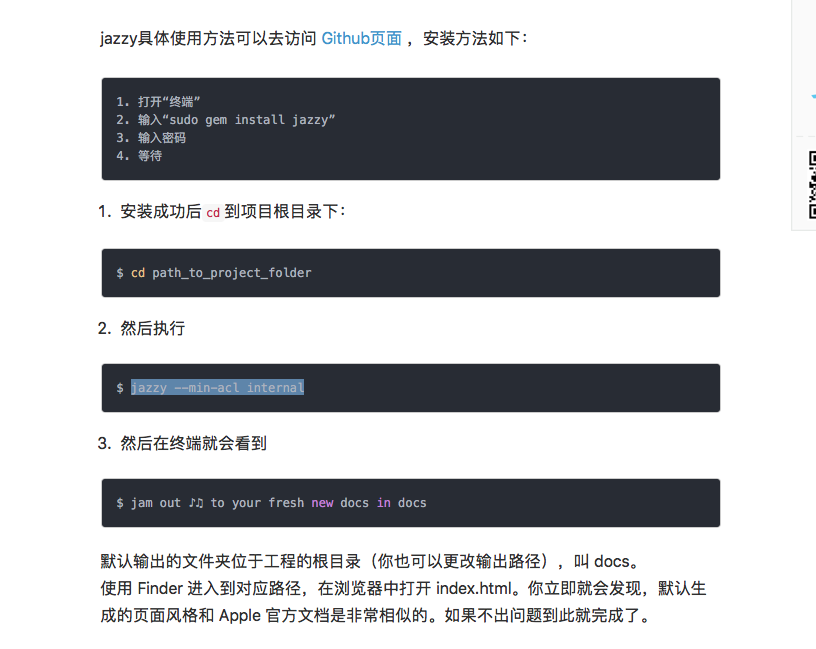 jazzy具体使用方法可以去访问 Github页面 ，安装方法如下：
1. 打开“终端”
2. 输入“sudo gem install jazzy”
3. 输入密码
4. 等待
1. 安装成功后 cd 到项目根目录下：
$ cd path_to_project_folder
2. 然后执行
$ jazzy --min-acl internal
3. 然后在终端就会看到
$ jam out ♪♫ to your fresh new docs in docs
默认输出的文件夹位于工程的根目录（你也可以更改输出路径），叫 docs。
使用 Finder 进入到对应路径，在浏览器中打开 index.html。你立即就会发现，默认生
成的页面风格和 Apple 官方文档是非常相似的。如果不出问题到此就完成了。